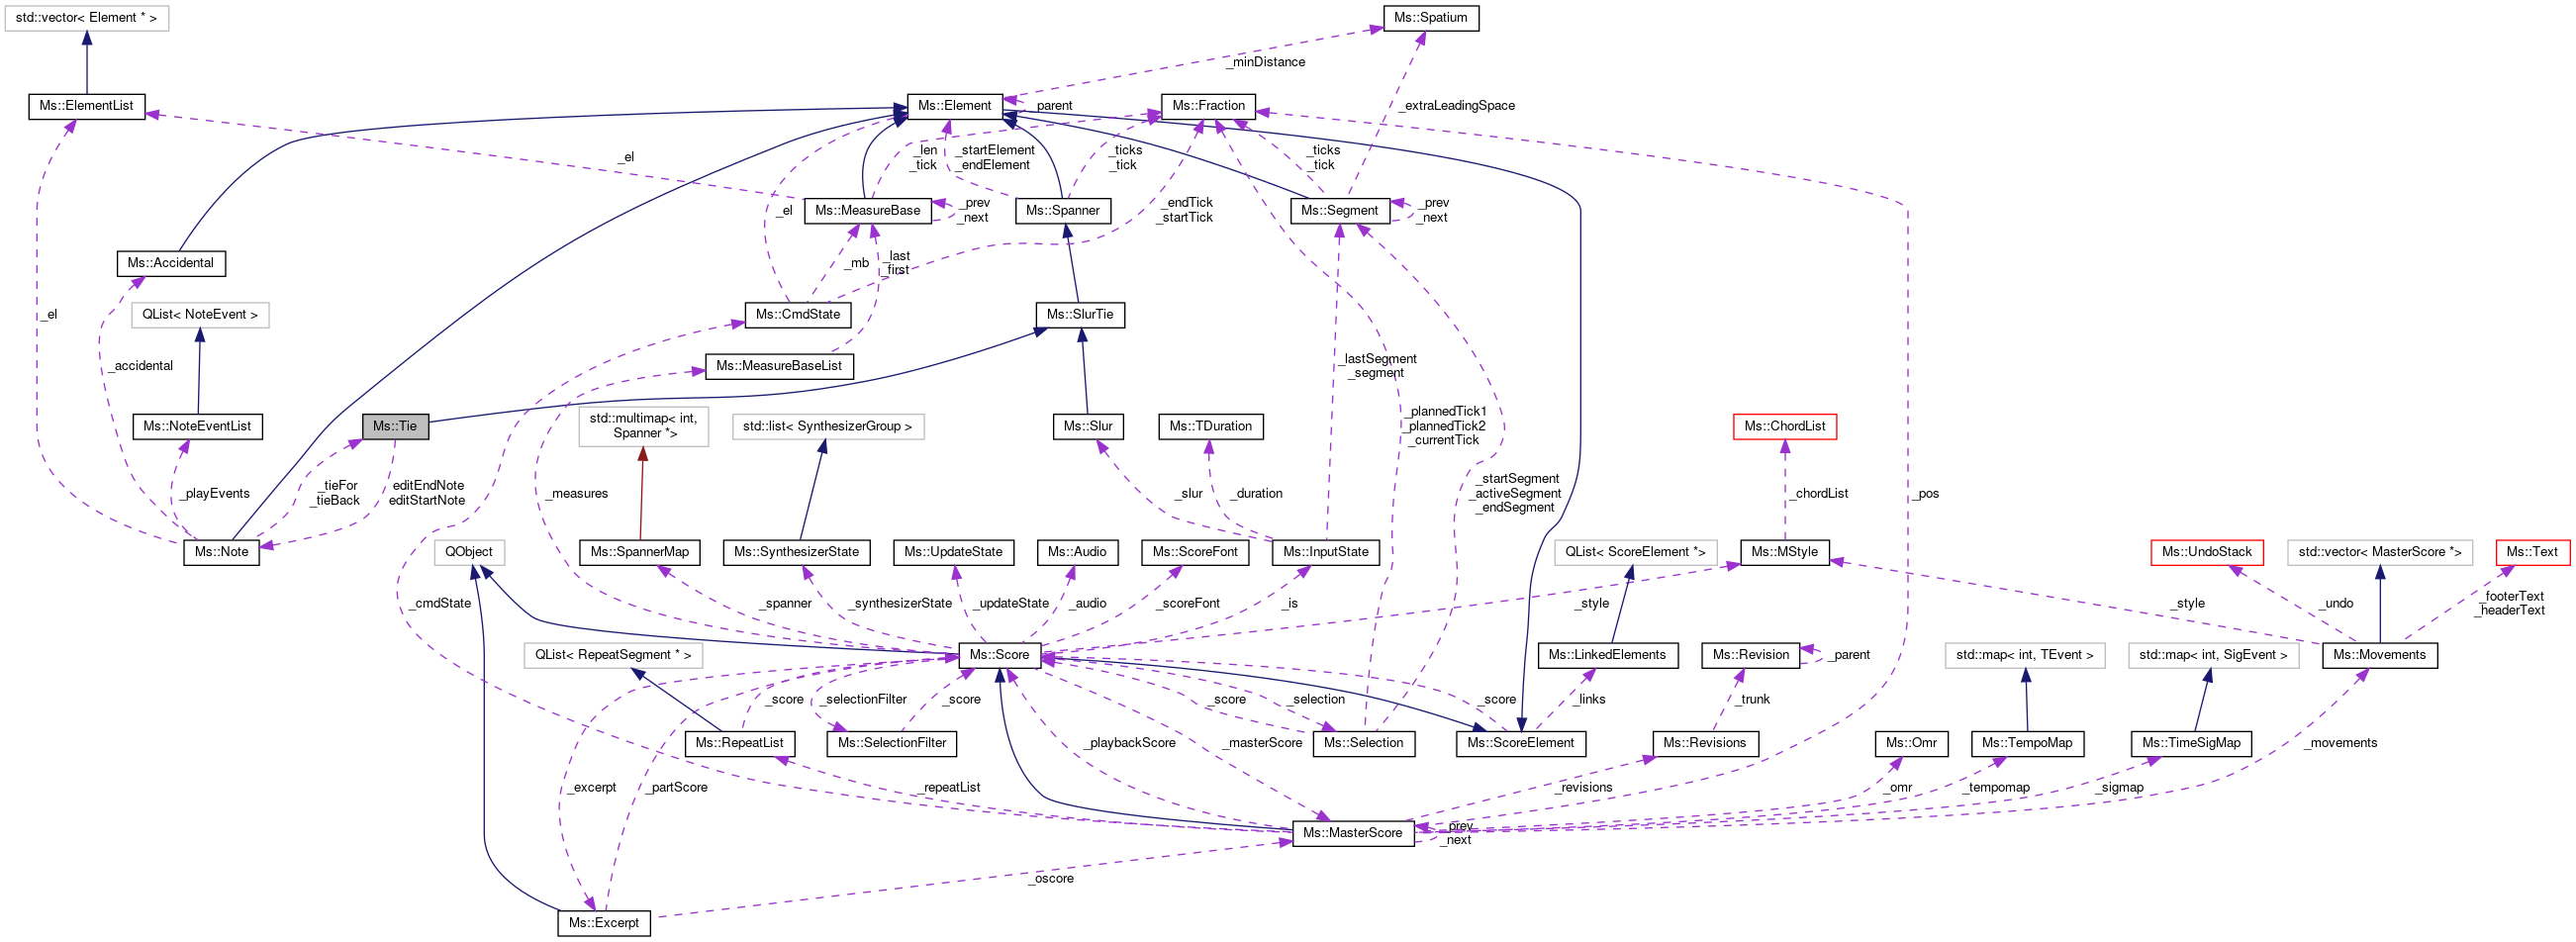 std::vector< Element * >
Ms::Spatium
_minDistance
Ms::ElementList
Ms::Element
_parent
Ms::Fraction
_extraLeadingSpace
_el
_len
_tick
_startElement
_endElement
_ticks
_tick
_ticks
_tick
_el
Ms::MeasureBase
_prev
_next
Ms::Spanner
_endTick
_startTick
Ms::Segment
_prev
_next
Ms::Accidental
_mb
_last
_first
QList< NoteEvent >
_el
Ms::CmdState
Ms::SlurTie
_accidental
Ms::MeasureBaseList
_lastSegment
_segment
Ms::NoteEventList
Ms::Tie
std::multimap< int,
Spanner *>
std::list< SynthesizerGroup >
Ms::Slur
Ms::TDuration
_plannedTick1
_plannedTick2
_currentTick
Ms::ChordList
_playEvents
_tieFor
_tieBack
editEndNote
editStartNote
_measures
_slur
_duration
_startSegment
_activeSegment
_endSegment
_chordList
_pos
Ms::Note
QObject
Ms::SpannerMap
Ms::SynthesizerState
Ms::UpdateState
Ms::Audio
Ms::ScoreFont
Ms::InputState
QList< ScoreElement *>
Ms::MStyle
Ms::UndoStack
std::vector< MasterScore *>
Ms::Text
_cmdState
_spanner
_synthesizerState
_updateState
_audio
_scoreFont
_is
_style
_style
_undo
_footerText
_headerText
QList< RepeatSegment * >
Ms::Score
Ms::LinkedElements
Ms::Revision
_parent
std::map< int, TEvent >
std::map< int, SigEvent >
Ms::Movements
_score
_selectionFilter
_score
_score
_selection
_score
_links
_trunk
Ms::RepeatList
Ms::SelectionFilter
_playbackScore
_masterScore
Ms::Selection
Ms::ScoreElement
Ms::Revisions
Ms::Omr
Ms::TempoMap
Ms::TimeSigMap
_movements
_excerpt
_partScore
_repeatList
_revisions
_omr
_tempomap
_sigmap
Ms::MasterScore
_prev
_next
_oscore
Ms::Excerpt